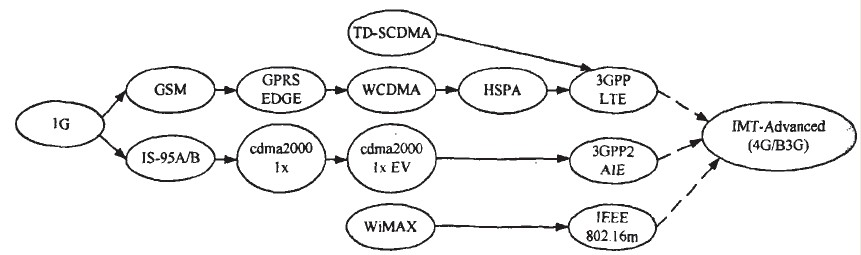 TD-SCDMA
GSM
GPRS
EDGE
WCDMA
HSPA
3GPP
LTE
1G
IMT-Advanced
(4G/B3G)
IS-95A/B
cdma2000
1x
cdma2000
1x EV
3GPP2
AIE
WiMAX
IEEE
802.16m